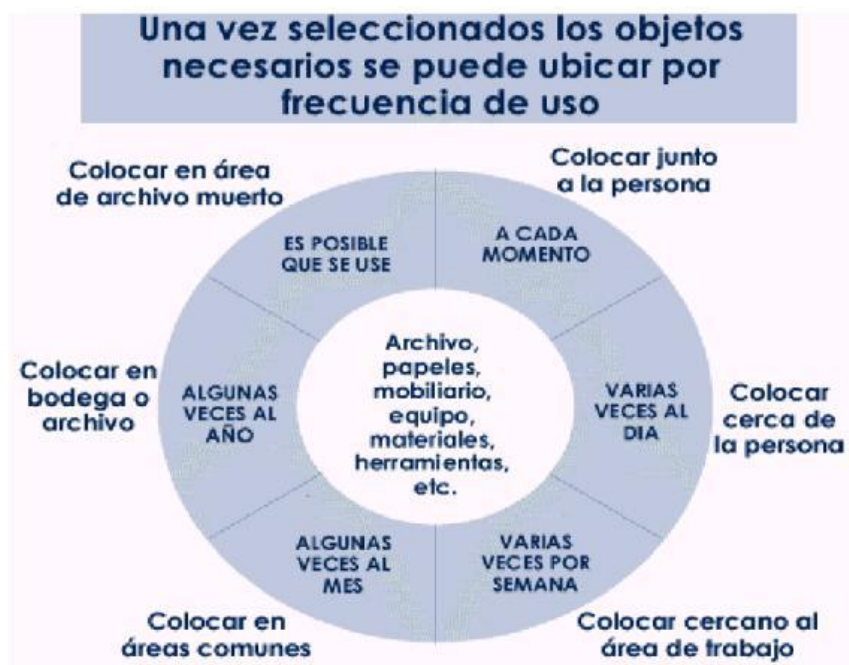 Una vez seleccionados los objetos
necesarios se puede ubicar por
frecuencia de uso
Colocar en área
de archivo muerto
Colocar junto
a la persona
ES POSIBLE
QUE SE USE
A CADA
MOMENTO
Colocar en
bodega o
archivo
ALGUNAS
VECES AL
AÑO
Archivo,
papeles,
mobiliario,
equipo,
materiales,
herramientas,
etc.
VARIAS
VECES AL
DIA
Colocar
cerca de
la persona
ALGUNAS
VECES AL
MES
VARIAS
VECES POR
SEMANA
Colocar en
áreas comunes
Colocar cercano al
área de trabajo